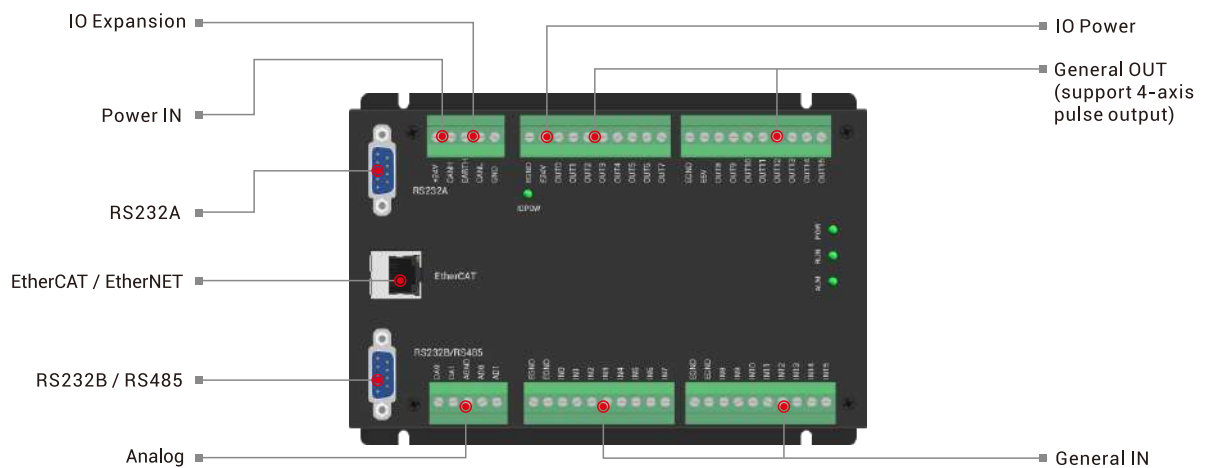 IO Expansion
IO Power
General OUT
(support 4-axis
pulse output)
Power IN
+24V
CANH
EARTH
CANL
GND
EGND
E24V
OUT0
OUT1
OUT2
OUT3
OUT4
OUT5
OUT6
OUT7
EGND
E5V
OUT8
OUT9
OUT10
OUT11
OUT12
OUT13
OUT14
OUT15
RS232A
RS232A
IOPOW
POW
RUN
ALM
EtherCAT / EtherNET
EtherCAT
RS232B / RS485
RS232B/RS485
DA0
DA1
AGND
AD0
AD1
EGND
EGND
IN0
IN1
IN2
IN3
IN4
IN5
IN6
IN7
EGND
EGND
IN8
IN9
IN10
IN11
IN12
IN13
IN14
IN15
Analog
General IN